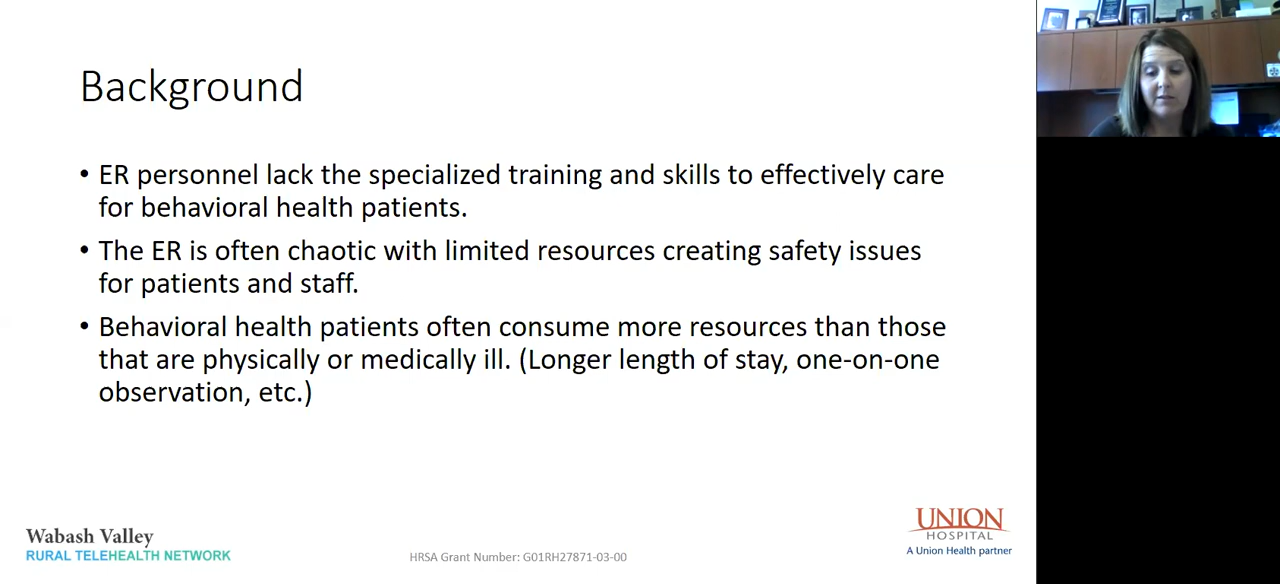 Background
• ER personnel lack the specialized training and skills to effectively care
for behavioral health patients.
• The ER is often chaotic with limited resources creating safety issues
for patients and staff.
• Behavioral health patients often consume more resources than those
that are physically or medically ill. (Longer length of stay, one-on-one
observation, etc.)
Wabash Valley
RURAL TELEHEALTH NETWORK
HRSA Grant Number: G01RH27871-03-00
UNION
HOSPITAL
A Union Health partner